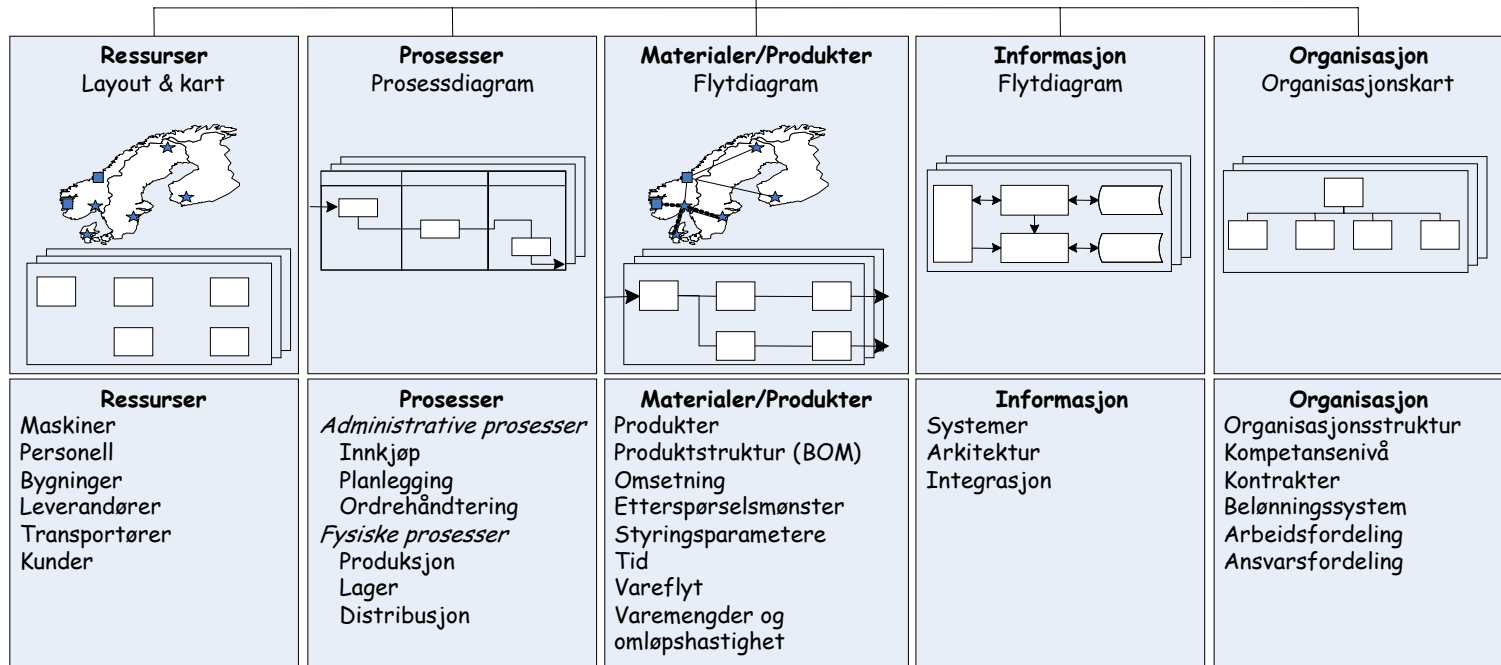 Ressurser
Layout & kart
Prosesser
Prosessdiagram
Materialer/Produkter
Flytdiagram
Informasjon
Flytdiagram
Organisasjon
Organisasjonskart
Ressurser
Maskiner
Personell
Bygninger
Leverandører
Transportører
Kunder
Prosesser
Administrative prosesser
Innkjøp
Planlegging
Ordrehåndtering
Fysiske prosesser
Produksjon
Lager
Distribusjon
Materialer/Produkter
Produkter
Produktstruktur (BOM)
Omsetning
Etterspørselsmønster
Styringsparametere
Tid
Vareflyt
Varemengder og
omløpshastighet
Informasjon
Systemer
Arkitektur
Integrasjon
Organisasjon
Organisasjonsstruktur
Kompetansenivå
Kontrakter
Belønningssystem
Arbeidsfordeling
Ansvarsfordeling